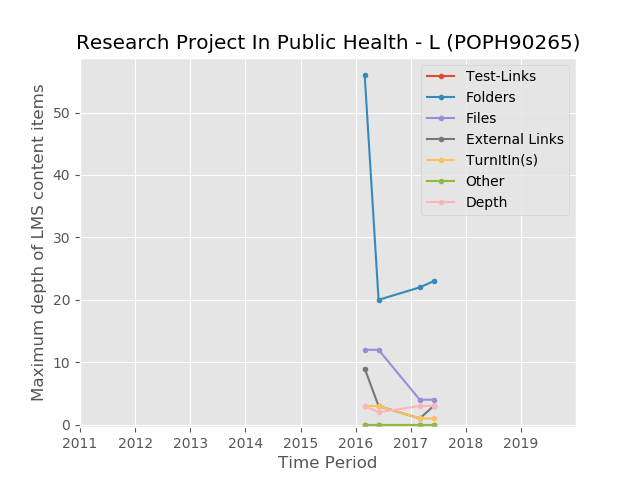 Research Project In Public Health - L (POPH90265)
Maximum depth of LMS content items
50
40
30
20
10
0
2011 2012 2013 2014 2015 2016 2017 2018 2019
Time Period
Test-Links
Folders
Files
External Links
TurnItIn(s)
Other
Depth